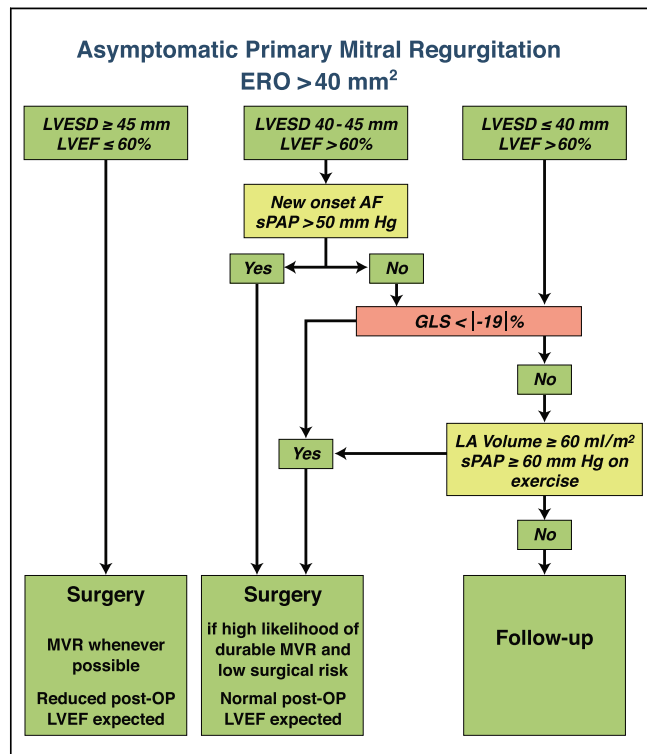 Asymptomatic Primary Mitral Regurgitation
ERO > 40 mm²
LVESD ≥ 45 mm
LVEF ≤ 60%
LVESD 40 - 45 mm
LVEF > 60%
LVESD ≤ 40 mm
LVEF > 60%
New onset AF
sPAP > 50 mm Hg
Yes
No
GLS < |-19| %
No
LA Volume ≥ 60 ml/m²
sPAP ≥ 60 mm Hg on
exercise
Yes
No
Surgery
MVR whenever
possible
Reduced post-OP
LVEF expected
Surgery
if high likelihood of
durable MVR and
low surgical risk
Normal post-OP
LVEF expected
Follow-up